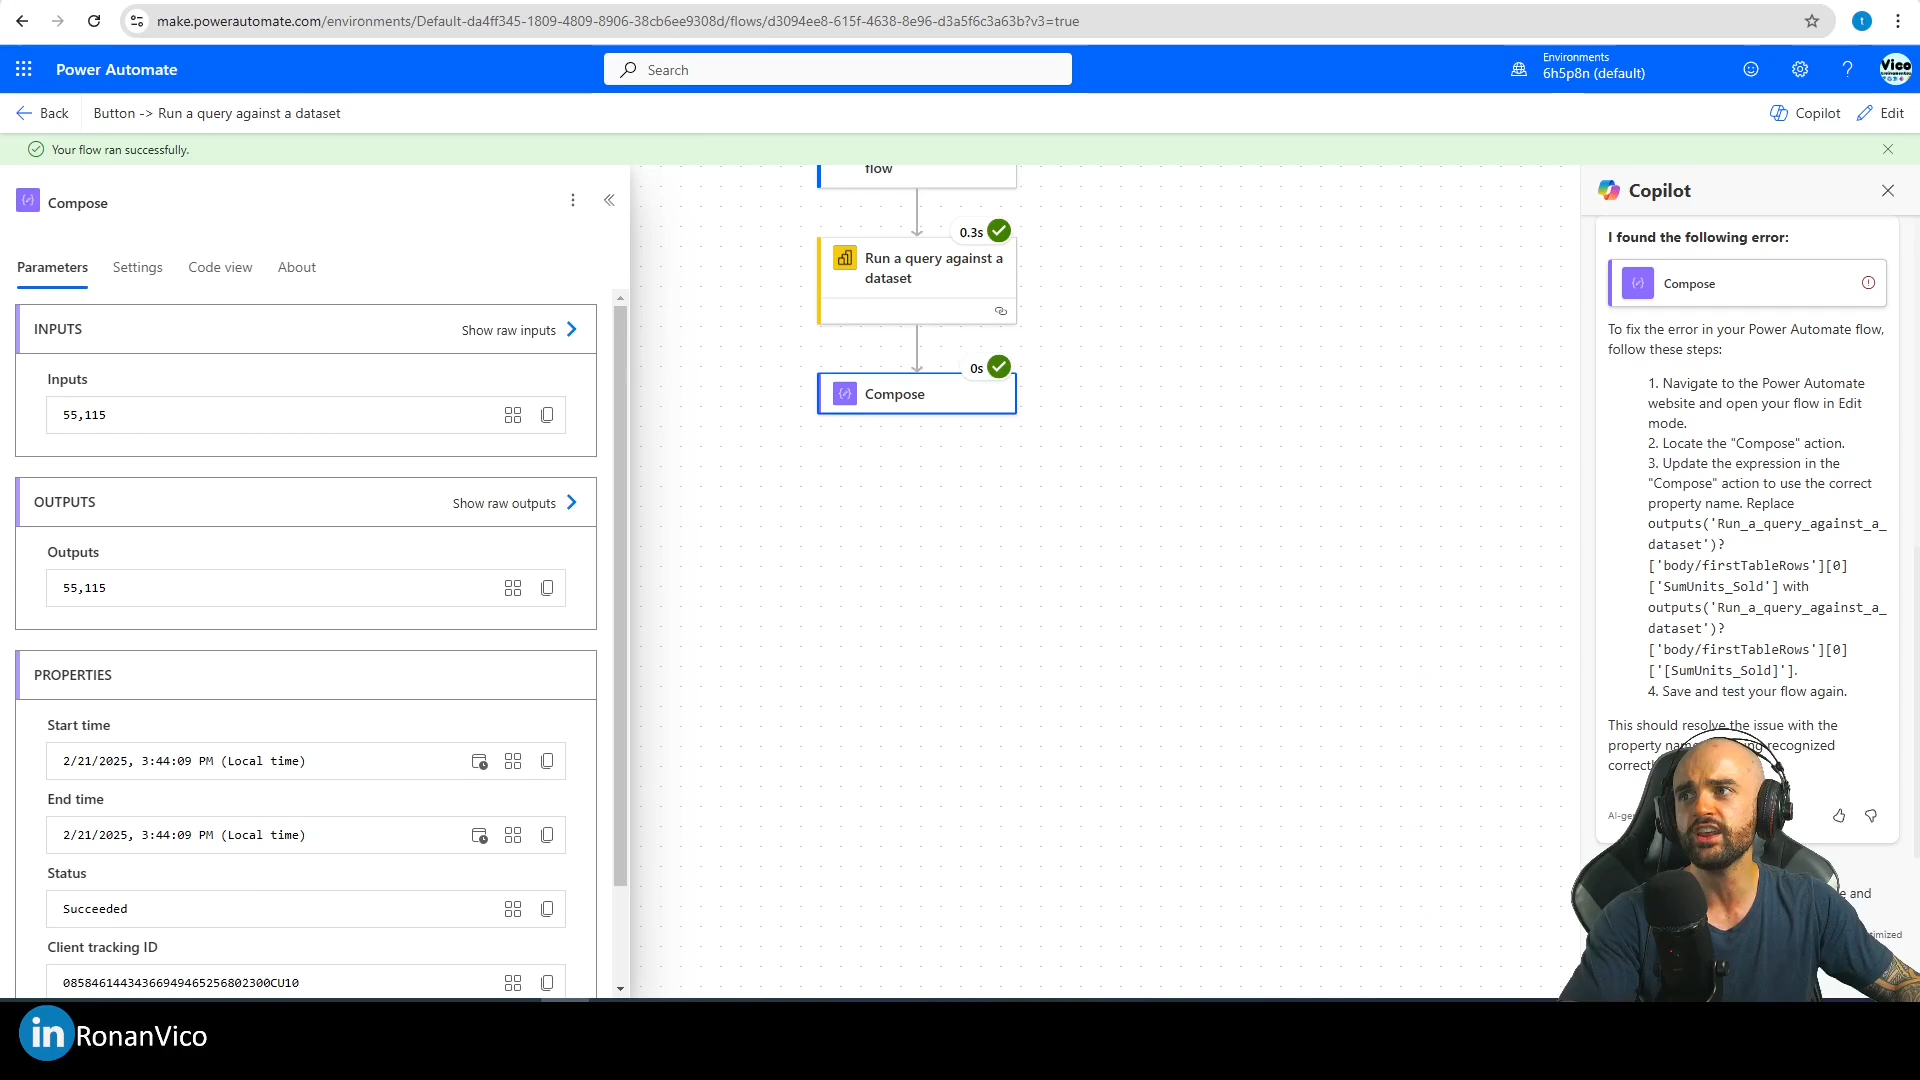 make.powerautomate.com/environments/Default-da4ff345-1809-4809-8906-38cb6ee9308d/flows/d3094ee8-615f-4638-8e96-d3a5f6c3a63b?v3=true
t
Power Automate
Search
Environments
6h5p8n (default)
Vico
Back
Button -> Run a query against a dataset
Copilot
Edit
Your flow ran successfully.
Compose
Parameters
Settings
Code view
About
INPUTS
Show raw inputs
Inputs
55,115
OUTPUTS
Show raw outputs
Outputs
55,115
PROPERTIES
Start time
2/21/2025, 3:44:09 PM (Local time)
End time
2/21/2025, 3:44:09 PM (Local time)
Status
Succeeded
Client tracking ID
08584614434366949465256802300CU10
flow
0.3s
Run a query against a
dataset
0s
Compose
Copilot
I found the following error:
Compose
To fix the error in your Power Automate flow,
follow these steps:
1. Navigate to the Power Automate
website and open your flow in Edit
mode.
2. Locate the "Compose" action.
3. Update the expression in the
"Compose" action to use the correct
property name. Replace
outputs('Run_a_query_against_a_
dataset')?
['body/firstTableRows'][0]
['SumUnits_Sold'] with
outputs('Run_a_query_against_a_
dataset')?
['body/firstTableRows'][0]
['[SumUnits_Sold]'].
4. Save and test your flow again.
This should resolve the issue with the
property recognized
AI-
and
in RonanVico